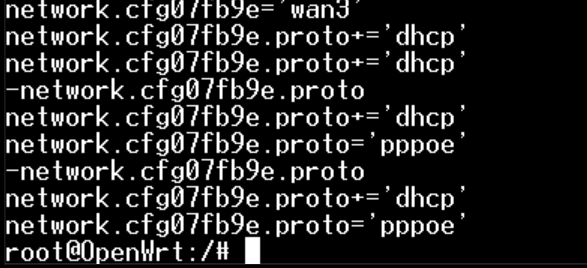 network.cfg07fb9e='wan3'
network.cfg07fb9e.proto+='dhcp'
network.cfg07fb9e.proto+='dhcp'
-network.cfg07fb9e.proto
network.cfg07fb9e.proto+='dhcp'
network.cfg07fb9e.proto='pppoe'
-network.cfg07fb9e.proto
network.cfg07fb9e.proto+='dhcp'
network.cfg07fb9e.proto='pppoe'
root@OpenWrt:/#